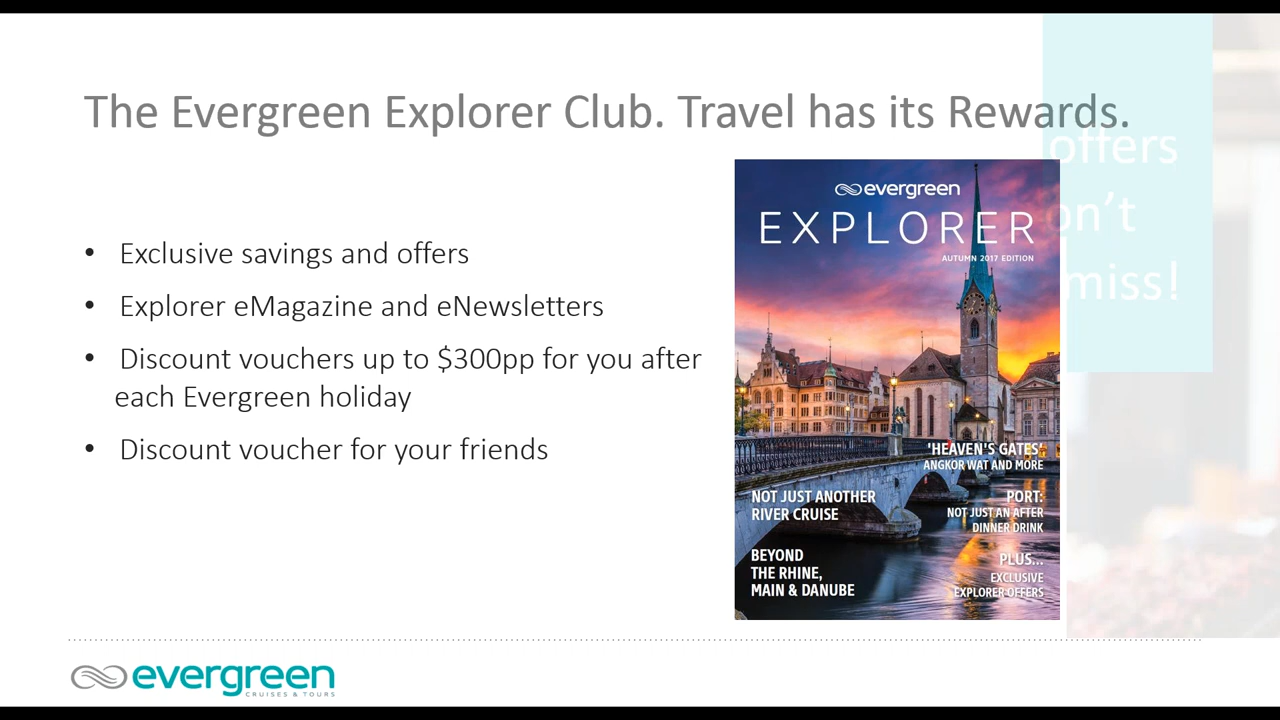 The Evergreen Explorer Club. Travel has its Rewards.
offers
on't
miss!
• Exclusive savings and offers
• Explorer eMagazine and eNewsletters
• Discount vouchers up to $300pp for you after
each Evergreen holiday
• Discount voucher for your friends
evergreen
EXPLORER
AUTUMN 2017 EDITION
'HEAVEN'S GATES'
ANGKOR WAT AND MORE
NOT JUST ANOTHER
RIVER CRUISE
PORT:
NOT JUST AN AFTER
DINNER DRINK
BEYOND
THE RHINE,
MAIN & DANUBE
PLUS...
EXCLUSIVE
EXPLORER OFFERS
evergreen
CRUISES & TOURS